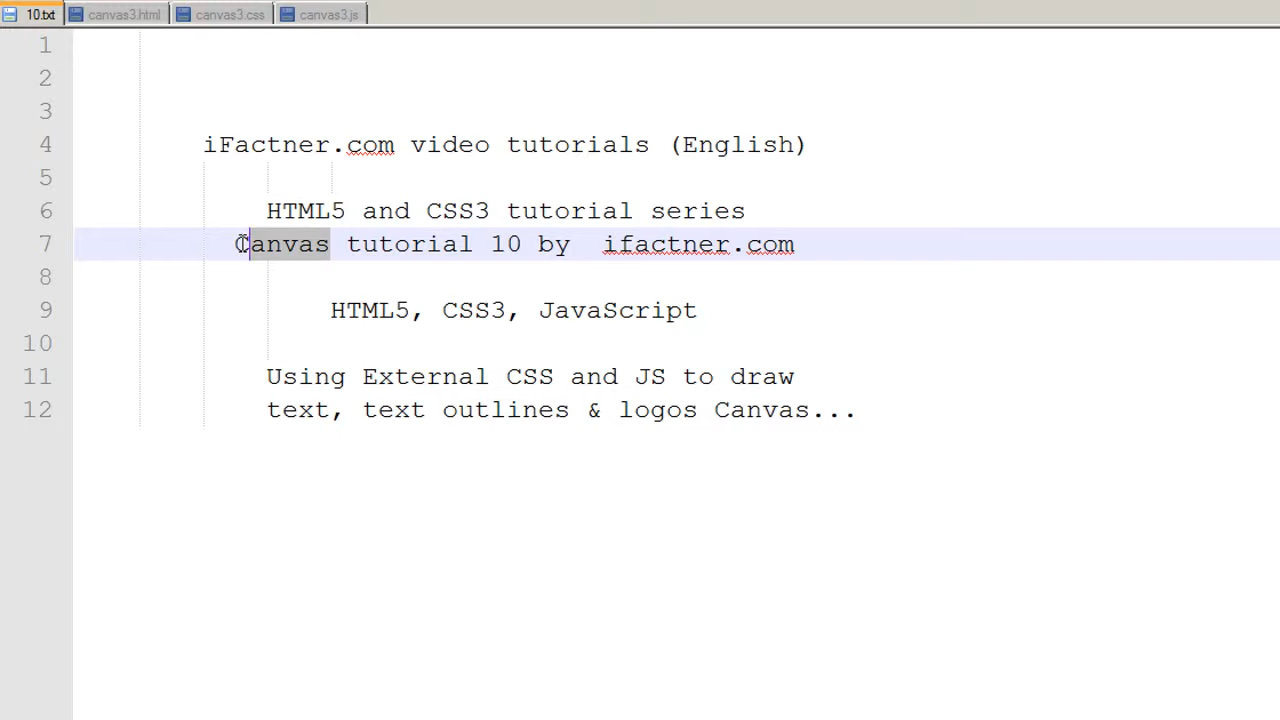 10.txt canvas3.html canvas3.css canvas3.js
1
2
3
4 iFactner.com video tutorials (English)
5
6 HTML5 and CSS3 tutorial series
7 Canvas tutorial 10 by ifactner.com
8
9 HTML5, CSS3, JavaScript
10
11 Using External CSS and JS to draw
12 text, text outlines & logos Canvas...